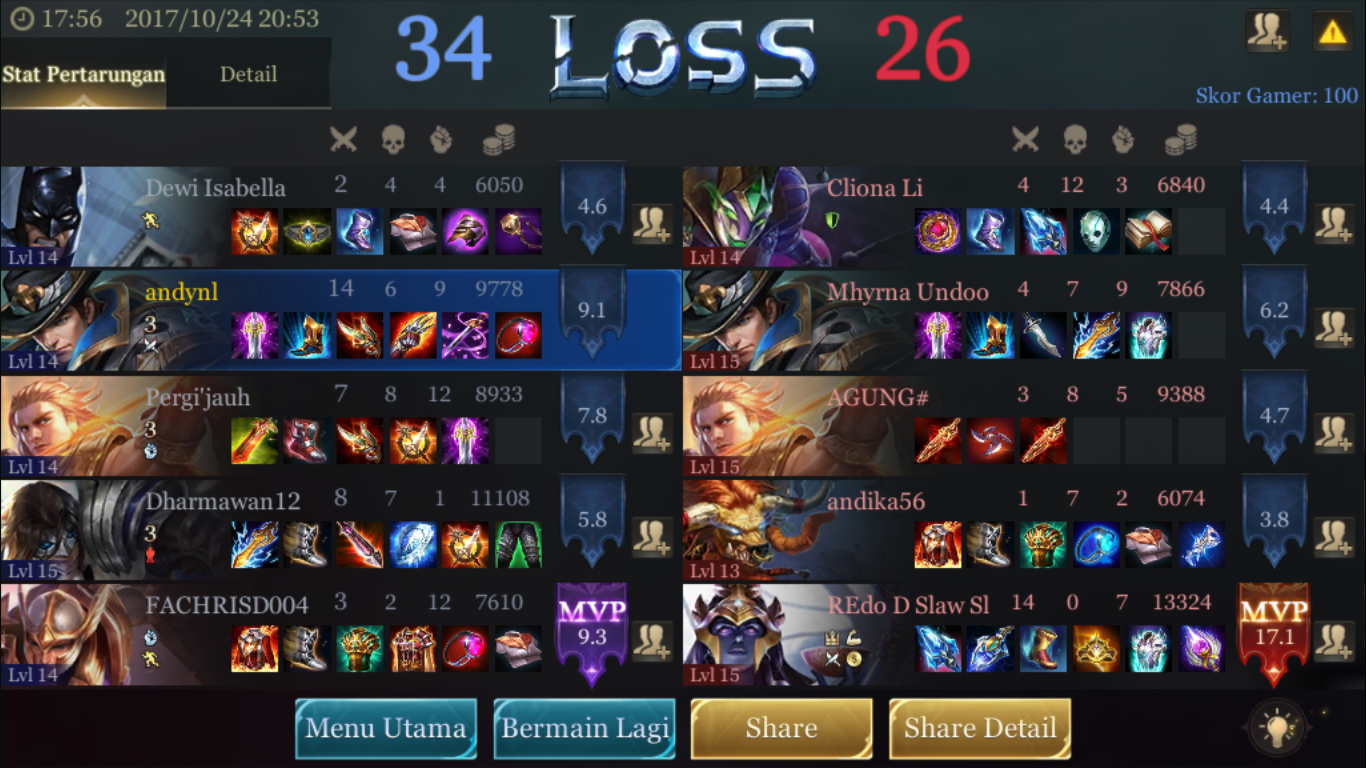 17:56 2017/10/24 20:53
34 LOSS 26
Stat Pertarungan Detail
Skor Gamer: 100
Dewi Isabella 2 4 4 6050 4.6
Lvl 14
andynl 14 6 9 9778 9.1
3
Lvl 14
Pergi'jauh 7 8 12 8933 7.8
3
Lvl 14
Dharmawan12 8 7 1 11108 5.8
3
Lvl 15
FACHRISD004 3 2 12 7610 MVP 9.3
Lvl 14
Cliona Li 4 12 3 6840 4.4
Lvl 14
Mhyrna Undoo 4 7 9 7866 6.2
Lvl 15
AGUNG# 3 8 5 9388 4.7
Lvl 15
andika56 1 7 2 6074 3.8
Lvl 13
REdo D Slaw Sl 14 0 7 13324 MVP 17.1
Lvl 15
Menu Utama Bermain Lagi Share Share Detail